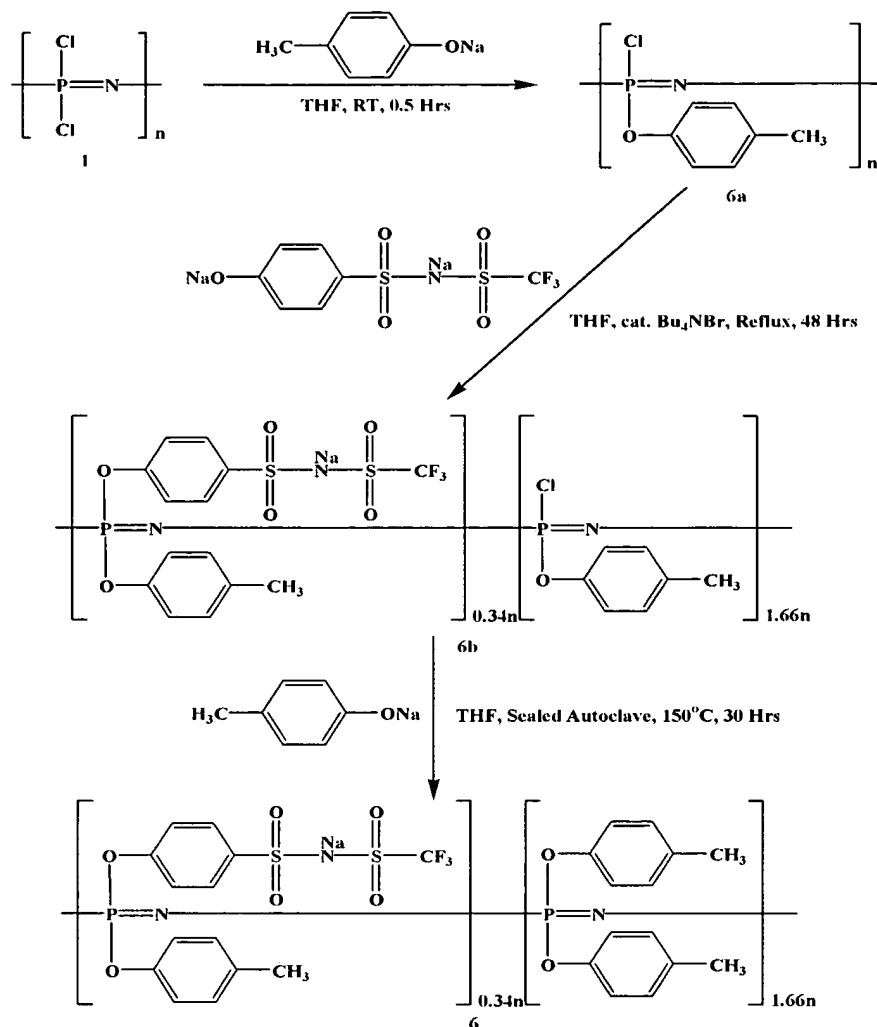 H₃C ONa
Cl
P N
Cl
n
1
THF, RT, 0.5 Hrs
Cl
P N
O
CH₃
n
6a
O O
NaO S Na N S CF₃
O O
THF, cat. Bu₄NBr, Reflux, 48 Hrs
O O
Na
O S N S CF₃
O O
P N
O
CH₃
0.34n
Cl
P N
O
CH₃
1.66n
6b
H₃C ONa
THF, Sealed Autoclave, 150°C, 30 Hrs
O O
Na
O S N S CF₃
O O
P N
O
CH₃
0.34n
O
CH₃
P N
O
CH₃
1.66n
6